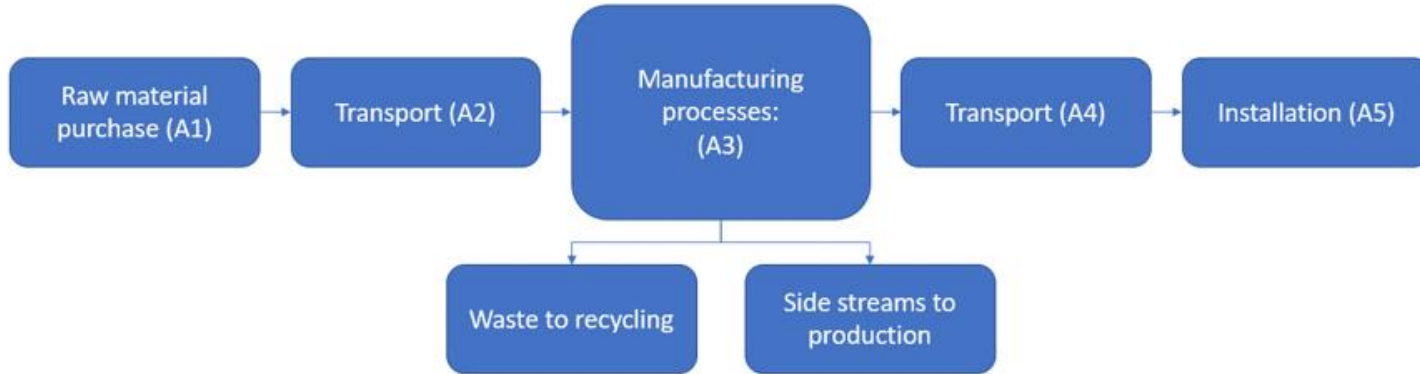 Raw material
purchase (A1)
Transport (A2)
Manufacturing
processes:
(A3)
Transport (A4)
Installation (A5)
Waste to recycling
Side streams to
production